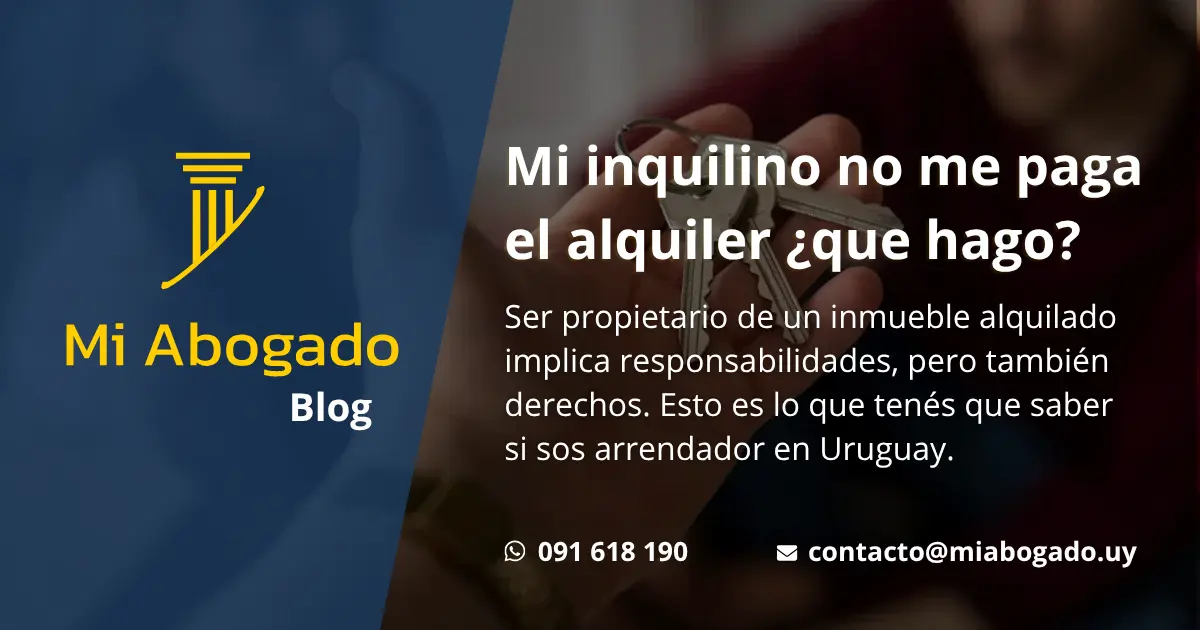 Mi Abogado
Blog
Mi inquilino no me paga
el alquiler ¿que hago?
Ser propietario de un inmueble alquilado
implica responsabilidades, pero también
derechos. Esto es lo que tenés que saber
si sos arrendador en Uruguay.
091 618 190
contacto@miabogado.uy